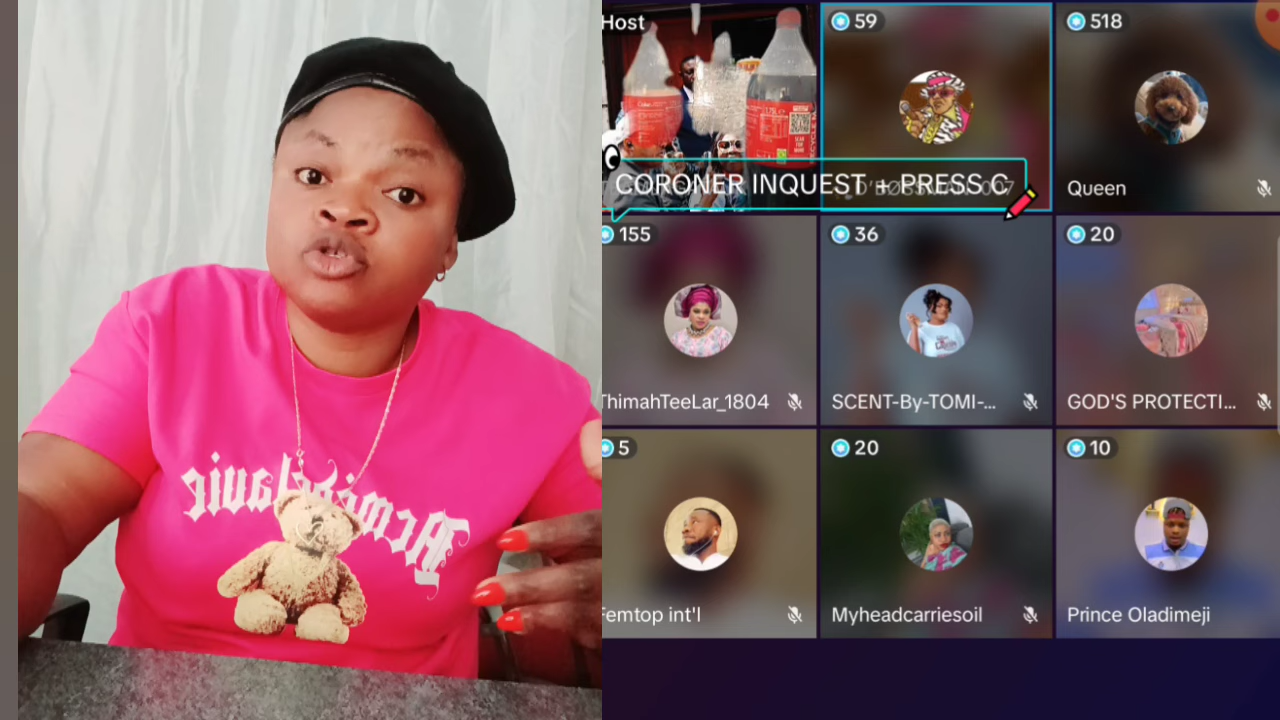 Host
59
518
CORONER INQUEST + PRESS C
Queen
155
36
20
ThimahTeeLar_1804
SCENT-By-TOMI-...
GOD'S PROTECTI...
5
20
10
Femtop int'l
Myheadcarriesoil
Prince Oladimeji